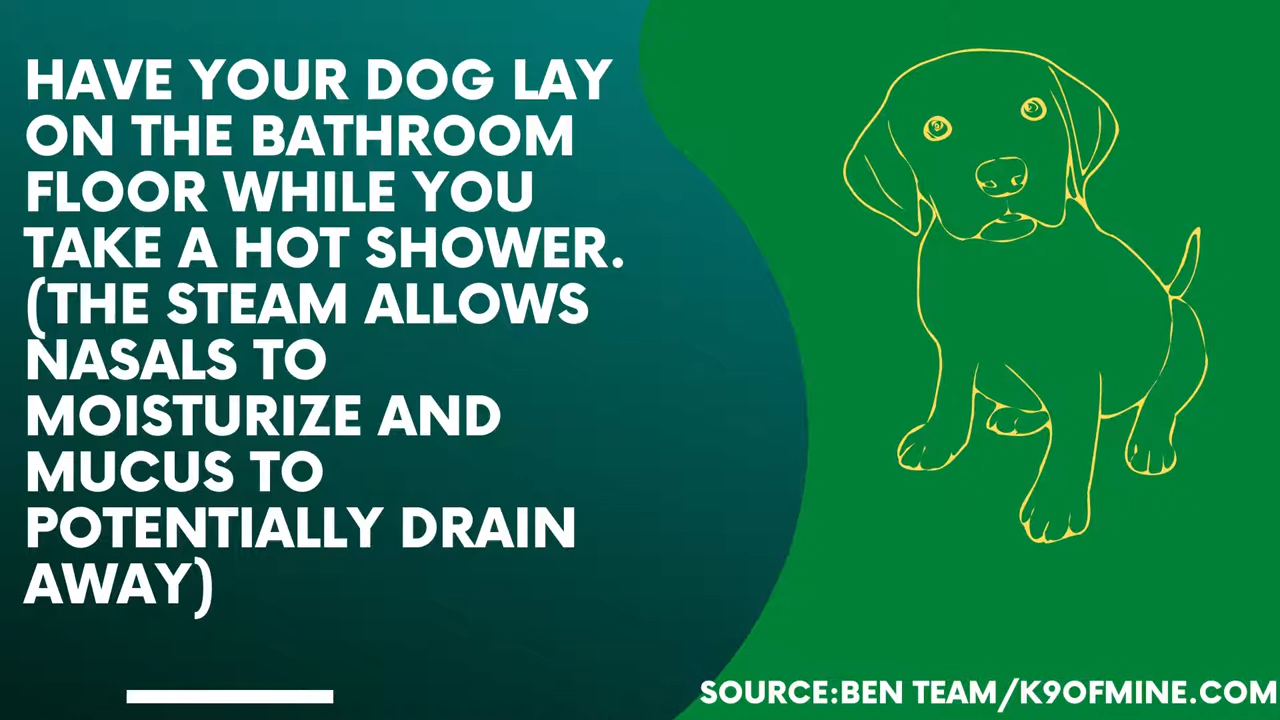 HAVE YOUR DOG LAY
ON THE BATHROOM
FLOOR WHILE YOU
TAKE A HOT SHOWER.
(THE STEAM ALLOWS
NASALS TO
MOISTURIZE AND
MUCUS TO
POTENTIALLY DRAIN
AWAY)
SOURCE:BEN TEAM/K9OFMINE.COM